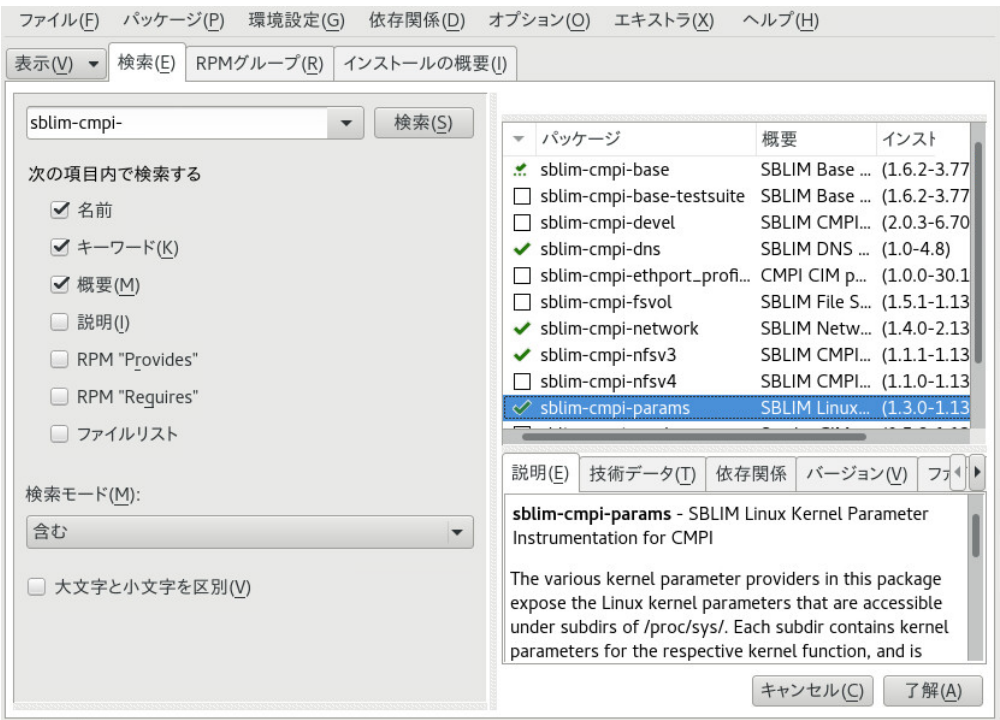 ファイル(F) パッケージ(P) 環境設定(G) 依存関係(D) オプション(O) エキストラ(X) ヘルプ(H)
表示(V) 検索(E) RPMグループ(R) インストールの概要(I)
sblim-cmpi- 検索(S)
次の項目内で検索する
名前
キーワード(K)
概要(M)
説明(I)
RPM "Provides"
RPM "Requires"
ファイルリスト
検索モード(M):
含む
大文字と小文字を区別(V)
パッケージ 概要 インスト
sblim-cmpi-base SBLIM Base ... (1.6.2-3.77
sblim-cmpi-base-testsuite SBLIM Base ... (1.6.2-3.77
sblim-cmpi-devel SBLIM CMPI... (2.0.3-6.70
sblim-cmpi-dns SBLIM DNS ... (1.0-4.8)
sblim-cmpi-ethport_profi... CMPI CIM p... (1.0.0-30.1
sblim-cmpi-fsvol SBLIM File S... (1.5.1-1.13
sblim-cmpi-network SBLIM Netw... (1.4.0-2.13
sblim-cmpi-nfsv3 SBLIM CMPI... (1.1.1-1.13
sblim-cmpi-nfsv4 SBLIM CMPI... (1.1.0-1.13
sblim-cmpi-params SBLIM Linux... (1.3.0-1.13
説明(E) 技術データ(T) 依存関係 バージョン(V) ファ
sblim-cmpi-params - SBLIM Linux Kernel Parameter
Instrumentation for CMPI
The various kernel parameter providers in this package
expose the Linux kernel parameters that are accessible
under subdirs of /proc/sys/. Each subdir contains kernel
parameters for the respective kernel function, and is
キャンセル(C) 了解(A)